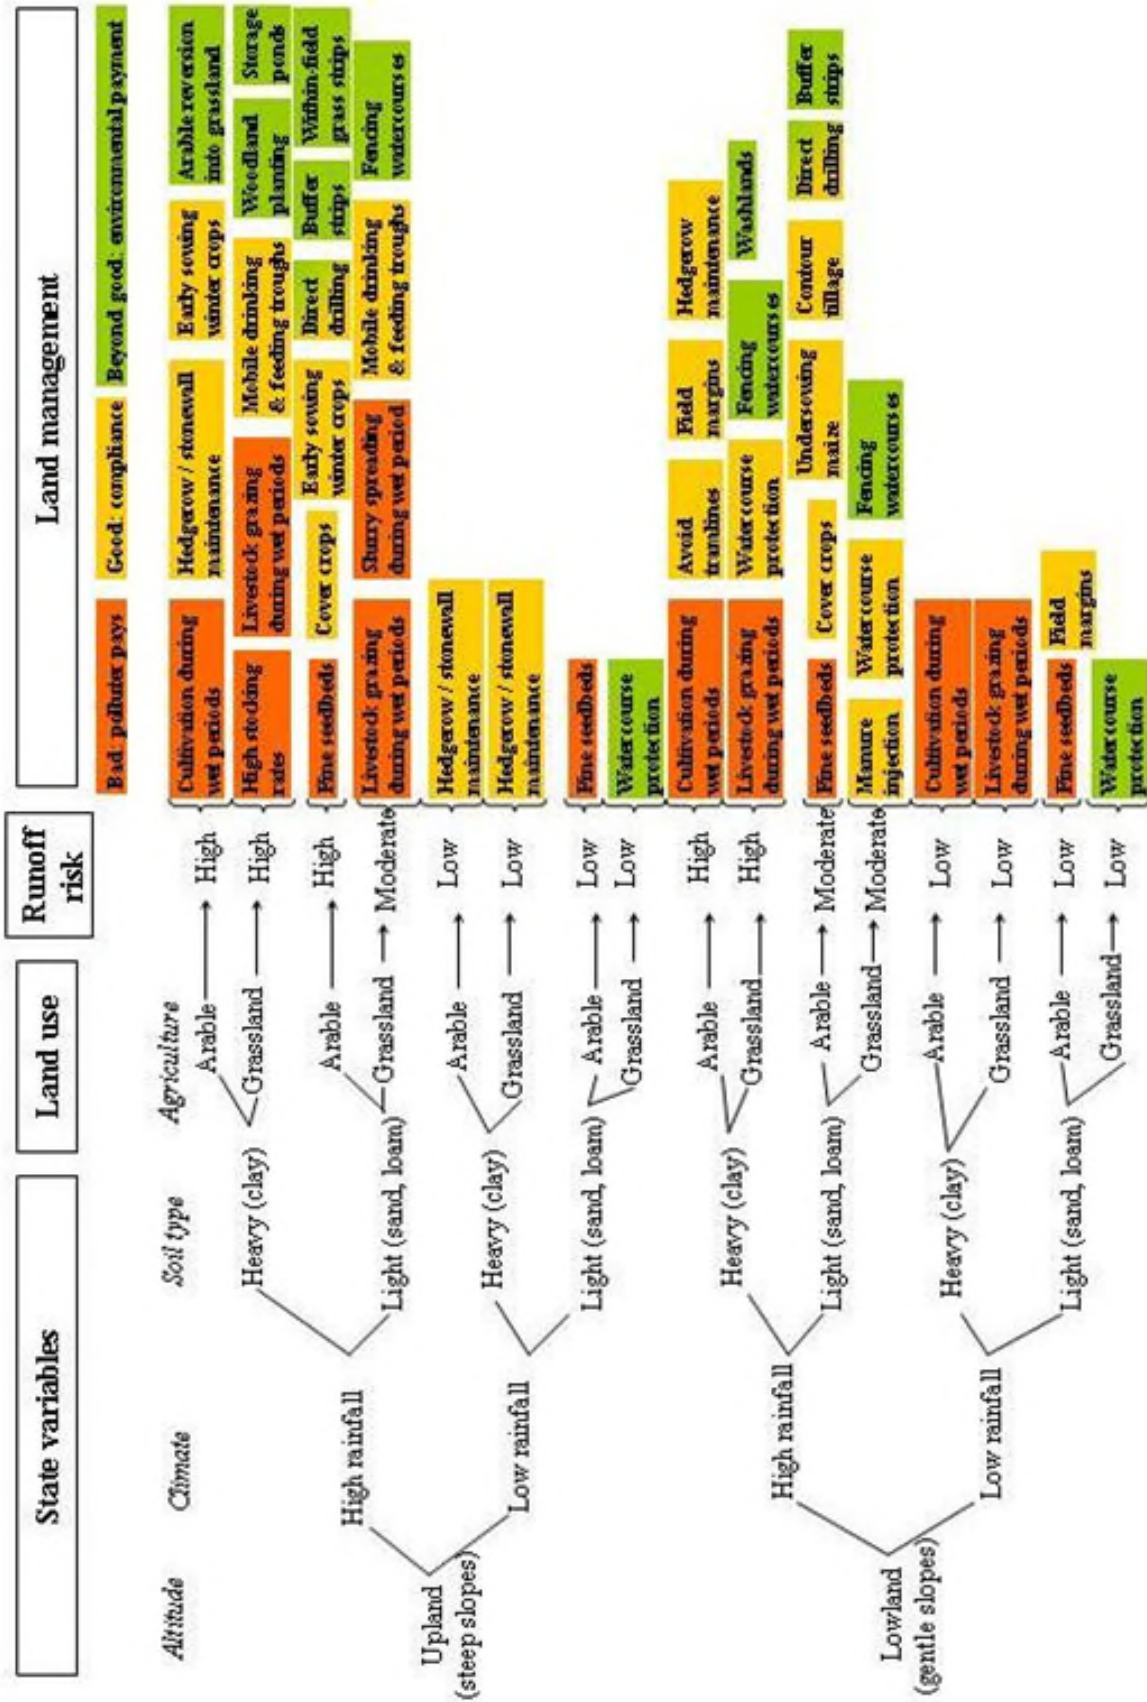 State variables
Land use
Runoff
risk
Land management
Altitude
Climate
Soil type
Agriculture
Bad: polluter pays
Good: compliance
Beyond good: environmental payment
Upland
(steep slopes)
High rainfall
Heavy (clay)
Arable
High
Cultivation during
wet periods
Hedgerow / stonewall
maintenance
Early sowing
winter crops
Arable reversion
into grassland
Grassland
High
High stocking
rates
Livestock grazing
during wet periods
Mobile drinking
& feeding troughs
Woodland
planting
Storage
ponds
Light (sand, loam)
Arable
High
Fine seedbeds
Cover crops
Early sowing
winter crops
Direct
drilling
Buffer
strips
Within-field
grass strips
Grassland
Moderate
Livestock grazing
during wet periods
Slurry spreading
during wet period
Mobile drinking
& feeding troughs
Fencing
watercourses
Low rainfall
Heavy (clay)
Arable
Low
Hedgerow / stonewall
maintenance
Grassland
Low
Hedgerow / stonewall
maintenance
Light (sand, loam)
Arable
Low
Fine seedbeds
Grassland
Low
Watercourse
protection
Lowland
(gentle slopes)
High rainfall
Heavy (clay)
Arable
High
Cultivation during
wet periods
Avoid
tramlines
Field
margins
Hedgerow
maintenance
Grassland
High
Livestock grazing
during wet periods
Watercourse
protection
Fencing
watercourses
Washlands
Light (sand, loam)
Arable
Moderate
Fine seedbeds
Cover crops
Undersowing
maize
Contour
tillage
Direct
drilling
Buffer
strips
Grassland
Moderate
Manure
injection
Watercourse
protection
Fencing
watercourses
Low rainfall
Heavy (clay)
Arable
Low
Cultivation during
wet periods
Grassland
Low
Livestock grazing
during wet periods
Light (sand, loam)
Arable
Low
Fine seedbeds
Field
margins
Grassland
Low
Watercourse
protection